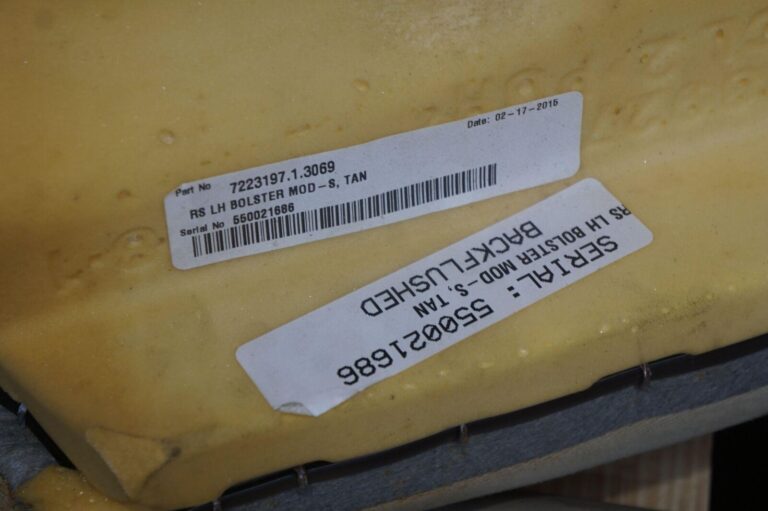 Date: 02-17-2015
Part No 7223197.1.3069
RS LH BOLSTER MOD-S, TAN
Serial No 550021686
RS LH BOLSTER MOD-S, TAN
SERIAL: 550021686
BACKFLUSHED